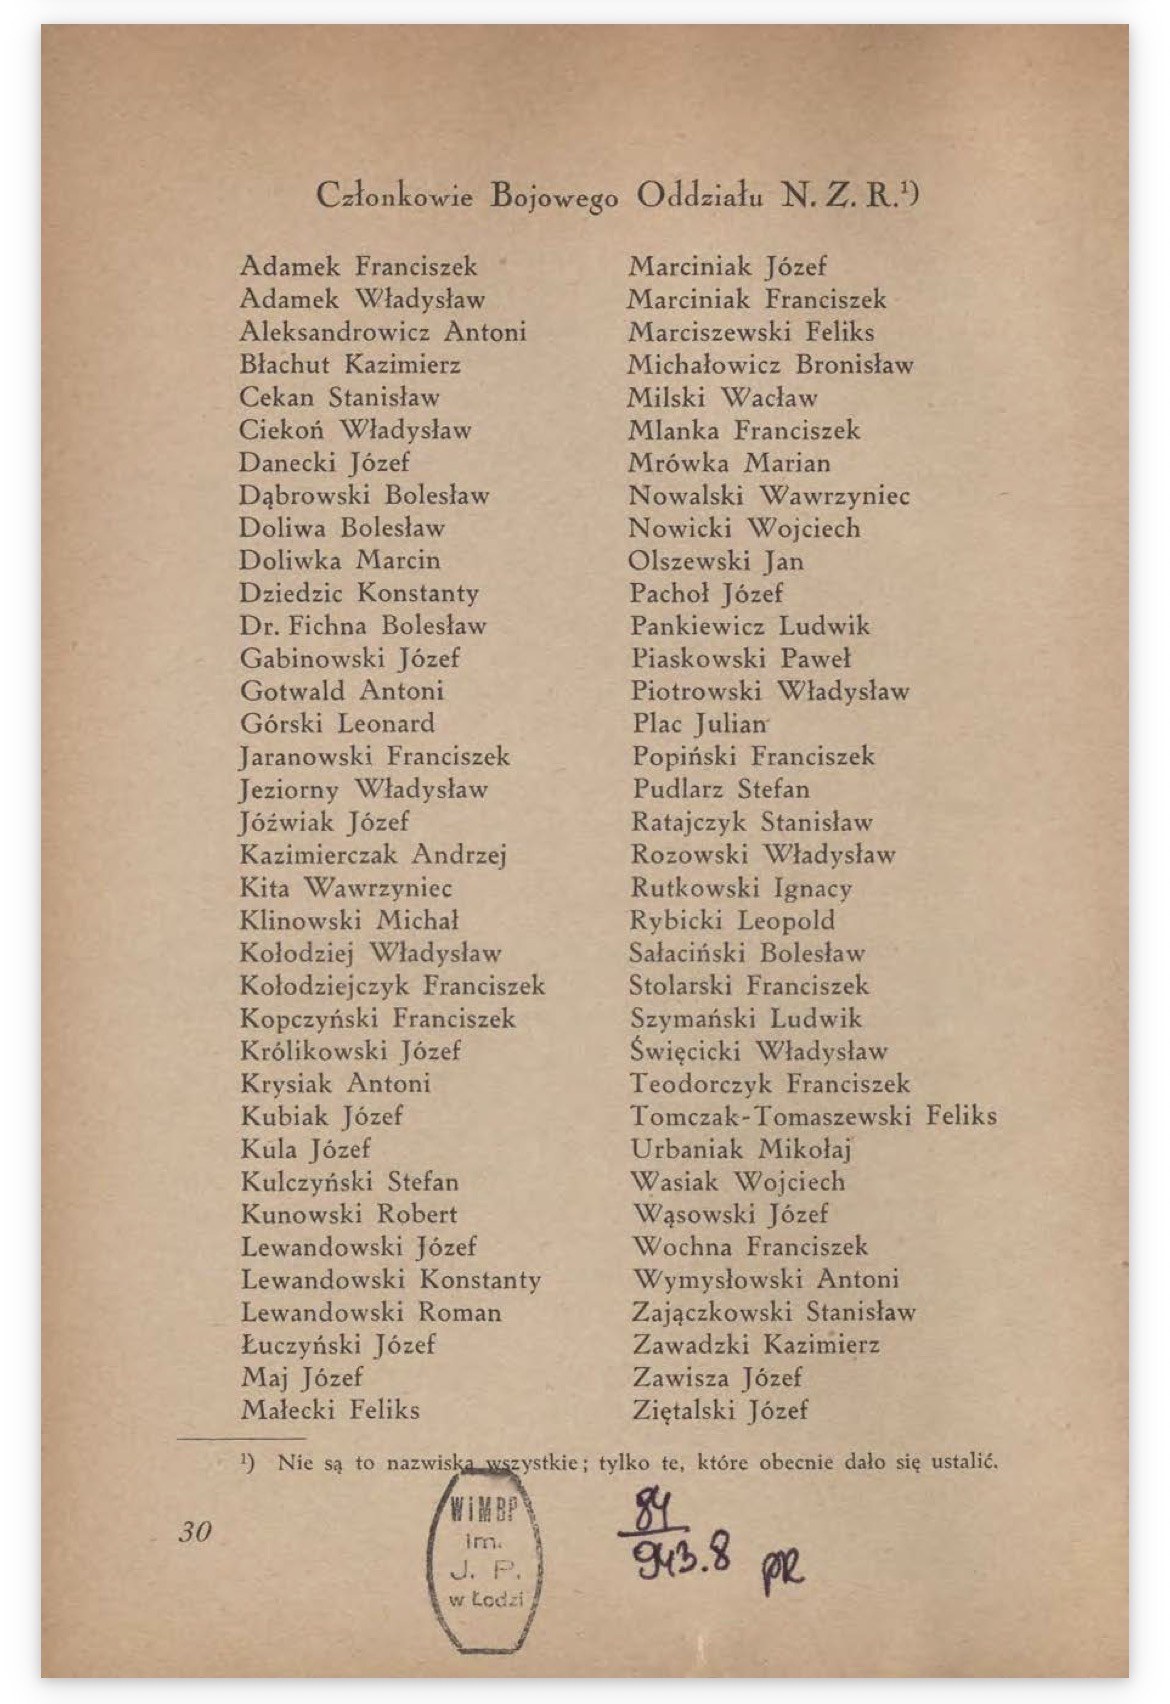 Członkowie Bojowego Oddziału N. Z. R.¹)
Adamek Franciszek
Adamek Władysław
Aleksandrowicz Antoni
Błachut Kazimierz
Cekan Stanisław
Ciekoń Władysław
Danecki Józef
Dąbrowski Bolesław
Doliwa Bolesław
Doliwka Marcin
Dziedzic Konstanty
Dr. Fichna Bolesław
Gabinowski Józef
Gotwald Antoni
Górski Leonard
Jaranowski Franciszek
Jeziorny Władysław
Jóźwiak Józef
Kazimierczak Andrzej
Kita Wawrzyniec
Klinowski Michał
Kołodziej Władysław
Kołodziejczyk Franciszek
Kopczyński Franciszek
Królikowski Józef
Krysiak Antoni
Kubiak Józef
Kula Józef
Kulczyński Stefan
Kunowski Robert
Lewandowski Józef
Lewandowski Konstanty
Lewandowski Roman
Łuczyński Józef
Maj Józef
Małecki Feliks
Marciniak Józef
Marciniak Franciszek
Marciszewski Feliks
Michałowicz Bronisław
Milski Wacław
Mlanka Franciszek
Mrówka Marian
Nowalski Wawrzyniec
Nowicki Wojciech
Olszewski Jan
Pachoł Józef
Pankiewicz Ludwik
Piaskowski Paweł
Piotrowski Władysław
Plac Julian
Popiński Franciszek
Pudlarz Stefan
Ratajczyk Stanisław
Rozowski Władysław
Rutkowski Ignacy
Rybicki Leopold
Sałaciński Bolesław
Stolarski Franciszek
Szymański Ludwik
Święcicki Władysław
Teodorczyk Franciszek
Tomczak-Tomaszewski Feliks
Urbaniak Mikołaj
Wasiak Wojciech
Wąsowski Józef
Wochna Franciszek
Wymysłowski Antoni
Zajączkowski Stanisław
Zawadzki Kazimierz
Zawisza Józef
Ziętalski Józef
¹) Nie są to nazwiska wszystkie; tylko te, które obecnie dało się ustalić.
30
WiMBP
im.
J. P.
w Łodzi
84
943.8 PR